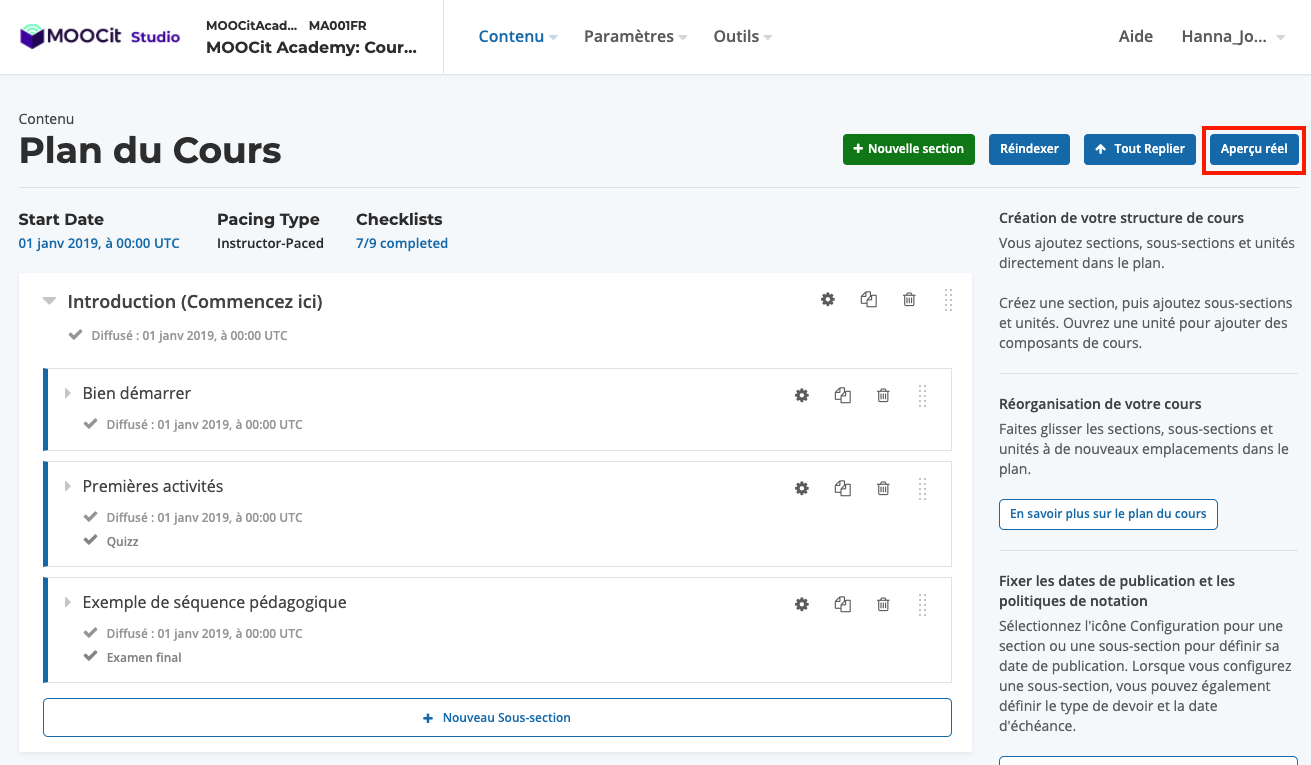 MOOCit Studio
MOOCitAcad... MA001FR
MOOCit Academy: Cour...
Contenu
Paramètres
Outils
Aide
Hanna_Jo...
Contenu
Plan du Cours
+ Nouvelle section
Réindexer
Tout Replier
Aperçu réel
Start Date
01 janv 2019, à 00:00 UTC
Pacing Type
Instructor-Paced
Checklists
7/9 completed
Introduction (Commencez ici)
Diffusé : 01 janv 2019, à 00:00 UTC
Bien démarrer
Diffusé : 01 janv 2019, à 00:00 UTC
Premières activités
Diffusé : 01 janv 2019, à 00:00 UTC
Quizz
Exemple de séquence pédagogique
Diffusé : 01 janv 2019, à 00:00 UTC
Examen final
+ Nouveau Sous-section
Création de votre structure de cours
Vous ajoutez sections, sous-sections et unités
directement dans le plan.
Créez une section, puis ajoutez sous-sections
et unités. Ouvrez une unité pour ajouter des
composants de cours.
Réorganisation de votre cours
Faites glisser les sections, sous-sections et
unités à de nouveaux emplacements dans le
plan.
En savoir plus sur le plan du cours
Fixer les dates de publication et les
politiques de notation
Sélectionnez l'icône Configuration pour une
section ou une sous-section pour définir sa
date de publication. Lorsque vous configurez
une sous-section, vous pouvez également
définir le type de devoir et la date
d'échéance.